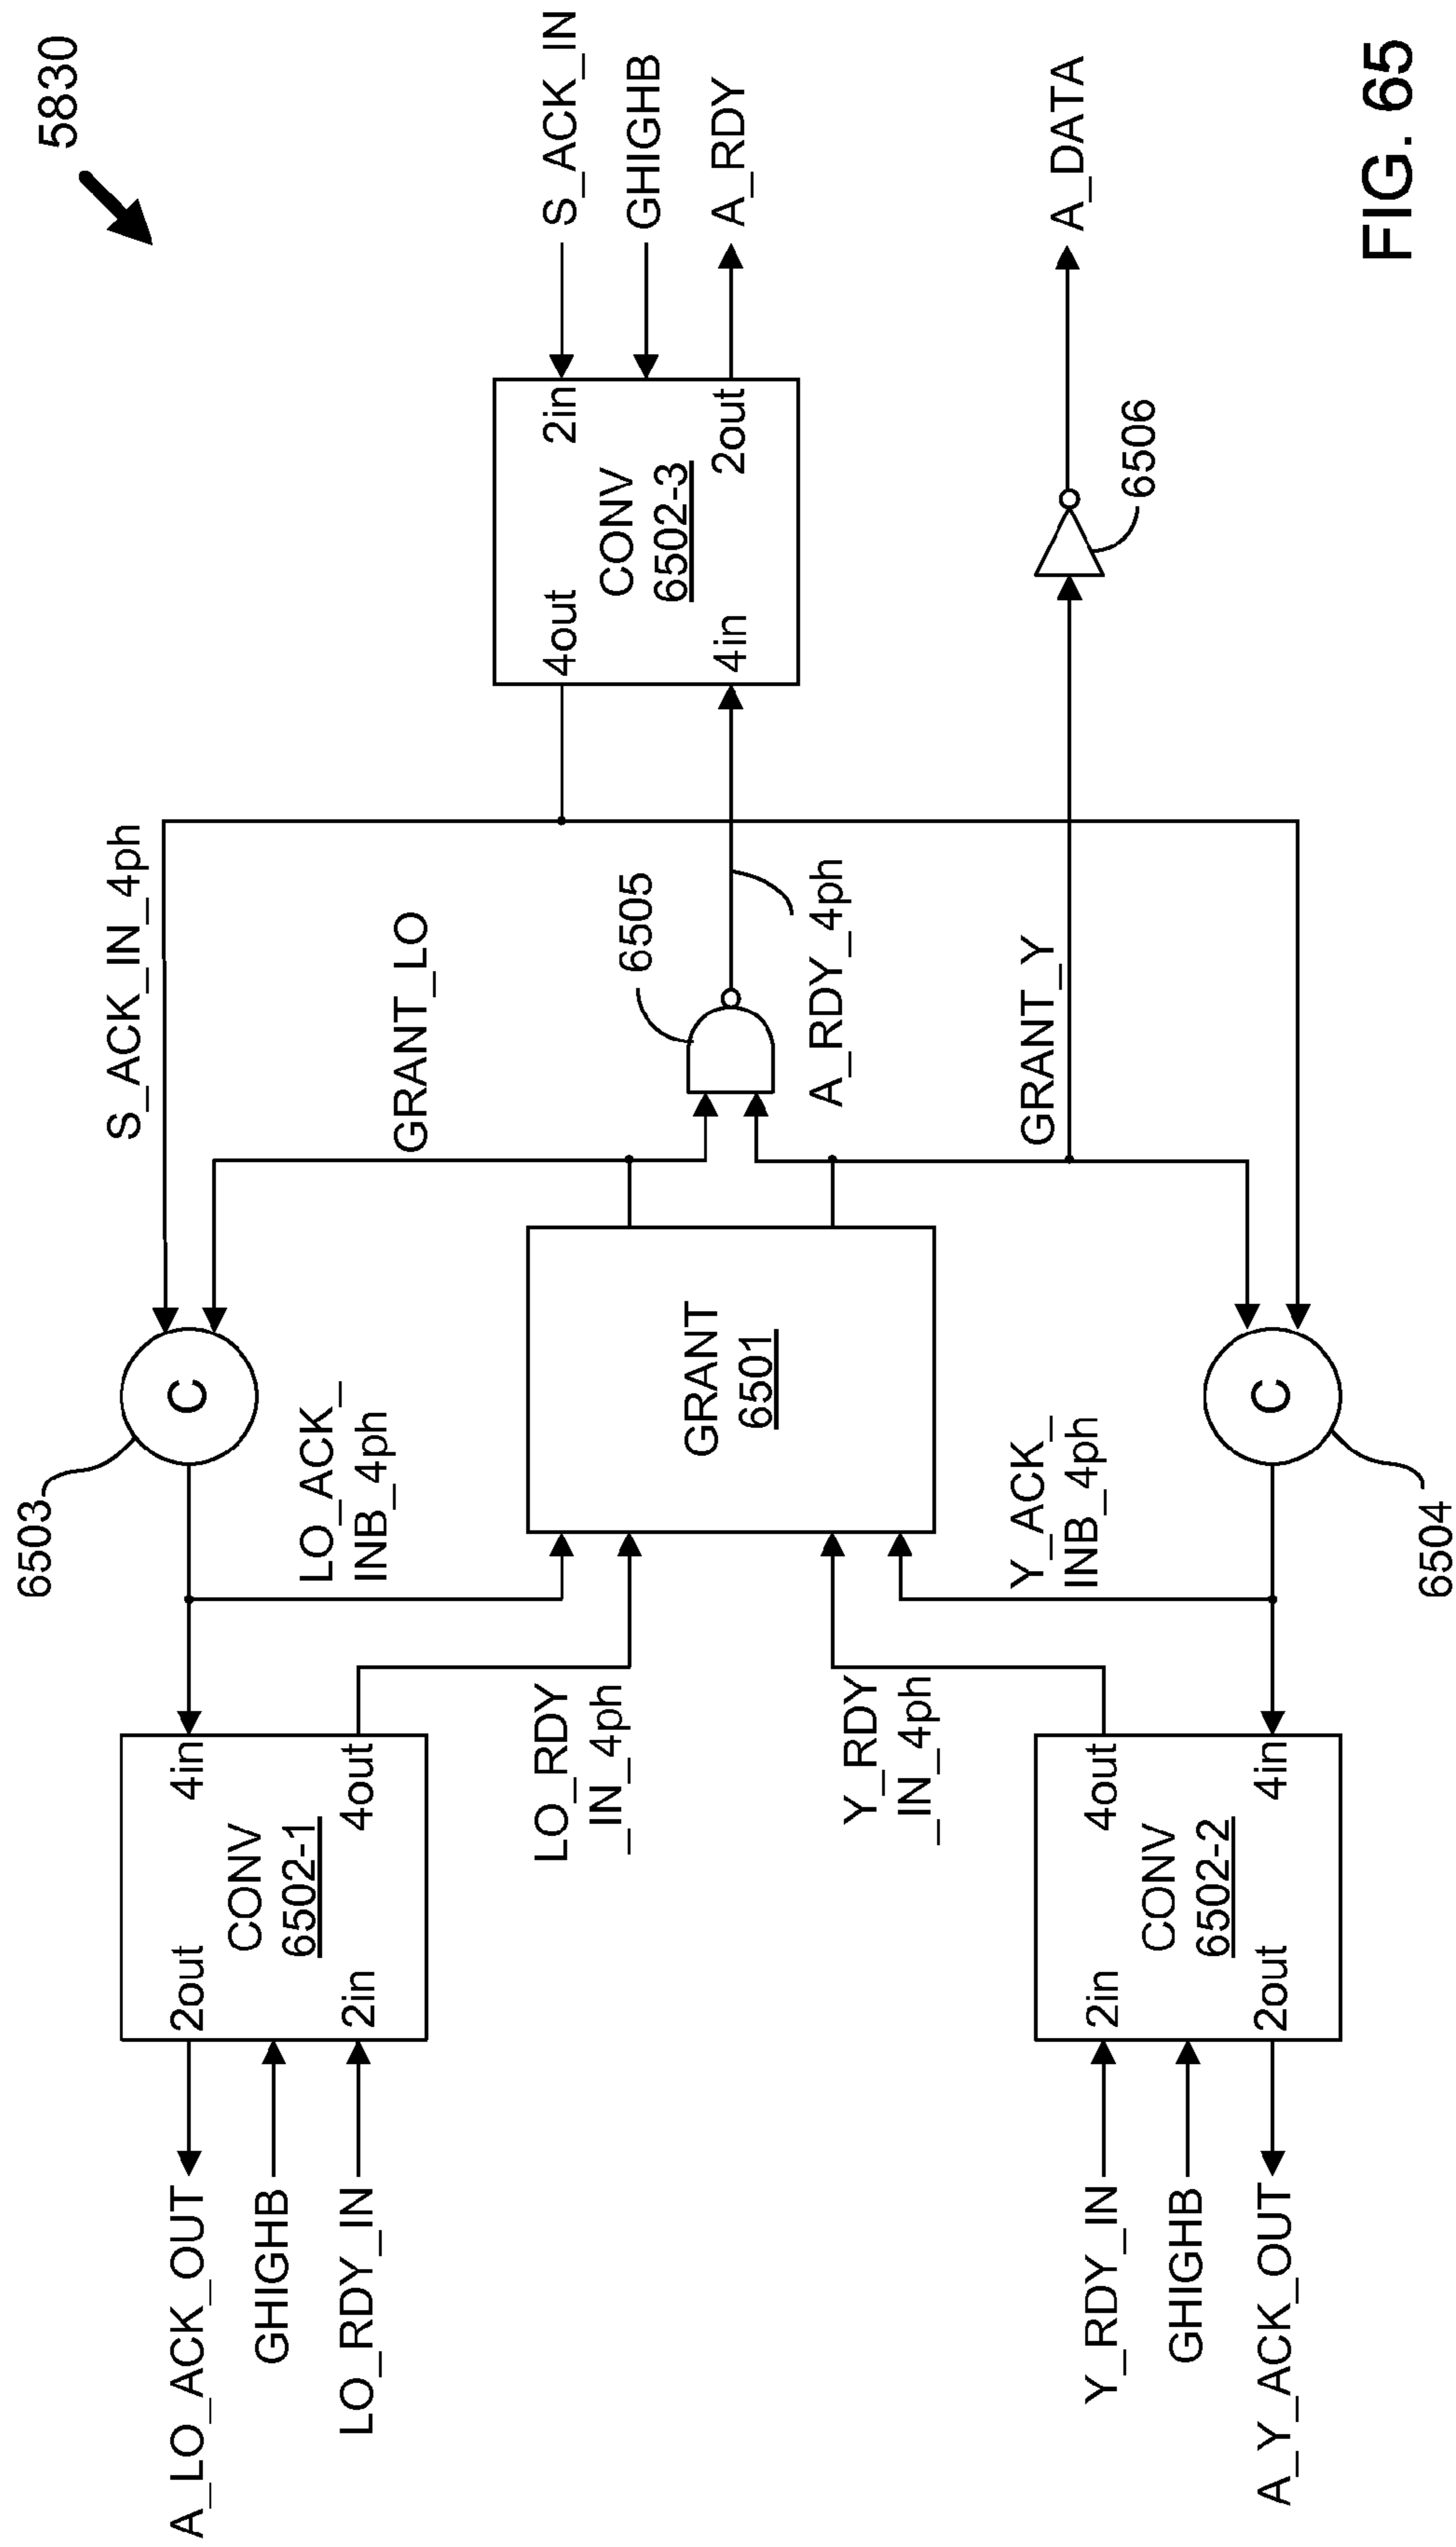 5830
A_LO_ACK_OUT
GHIGHB
LO_RDY_IN
2out
4in
CONV
6502-1
2in
4out
6503
C
LO_ACK_
INB_4ph
S_ACK_IN_4ph
GRANT_LO
LO_RDY
_IN_4ph
GRANT
6501
6505
A_RDY_4ph
4out
2in
CONV
6502-3
4in
2out
S_ACK_IN
GHIGHB
A_RDY
Y_RDY
_IN_4ph
Y_ACK_
INB_4ph
GRANT_Y
6506
A_DATA
Y_RDY_IN
GHIGHB
A_Y_ACK_OUT
2in
4out
CONV
6502-2
2out
4in
C
6504
FIG. 65